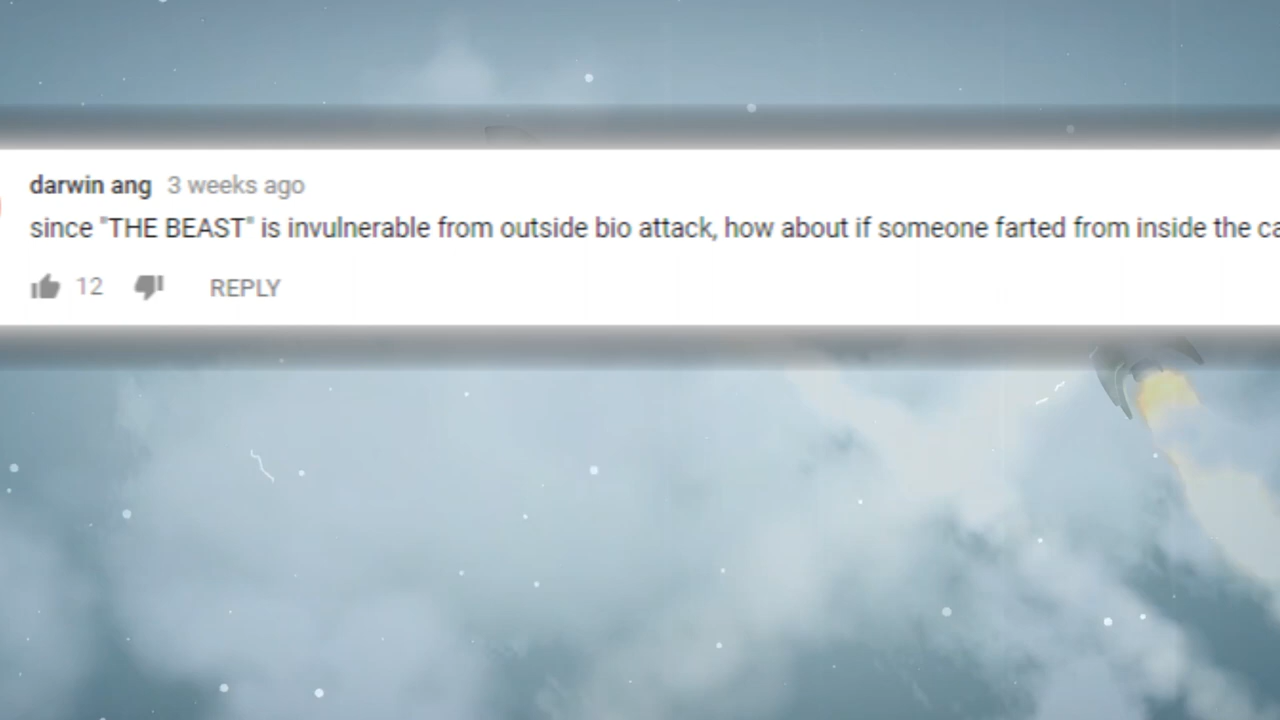 darwin ang 3 weeks ago
since "THE BEAST" is invulnerable from outside bio attack, how about if someone farted from inside the
12 REPLY